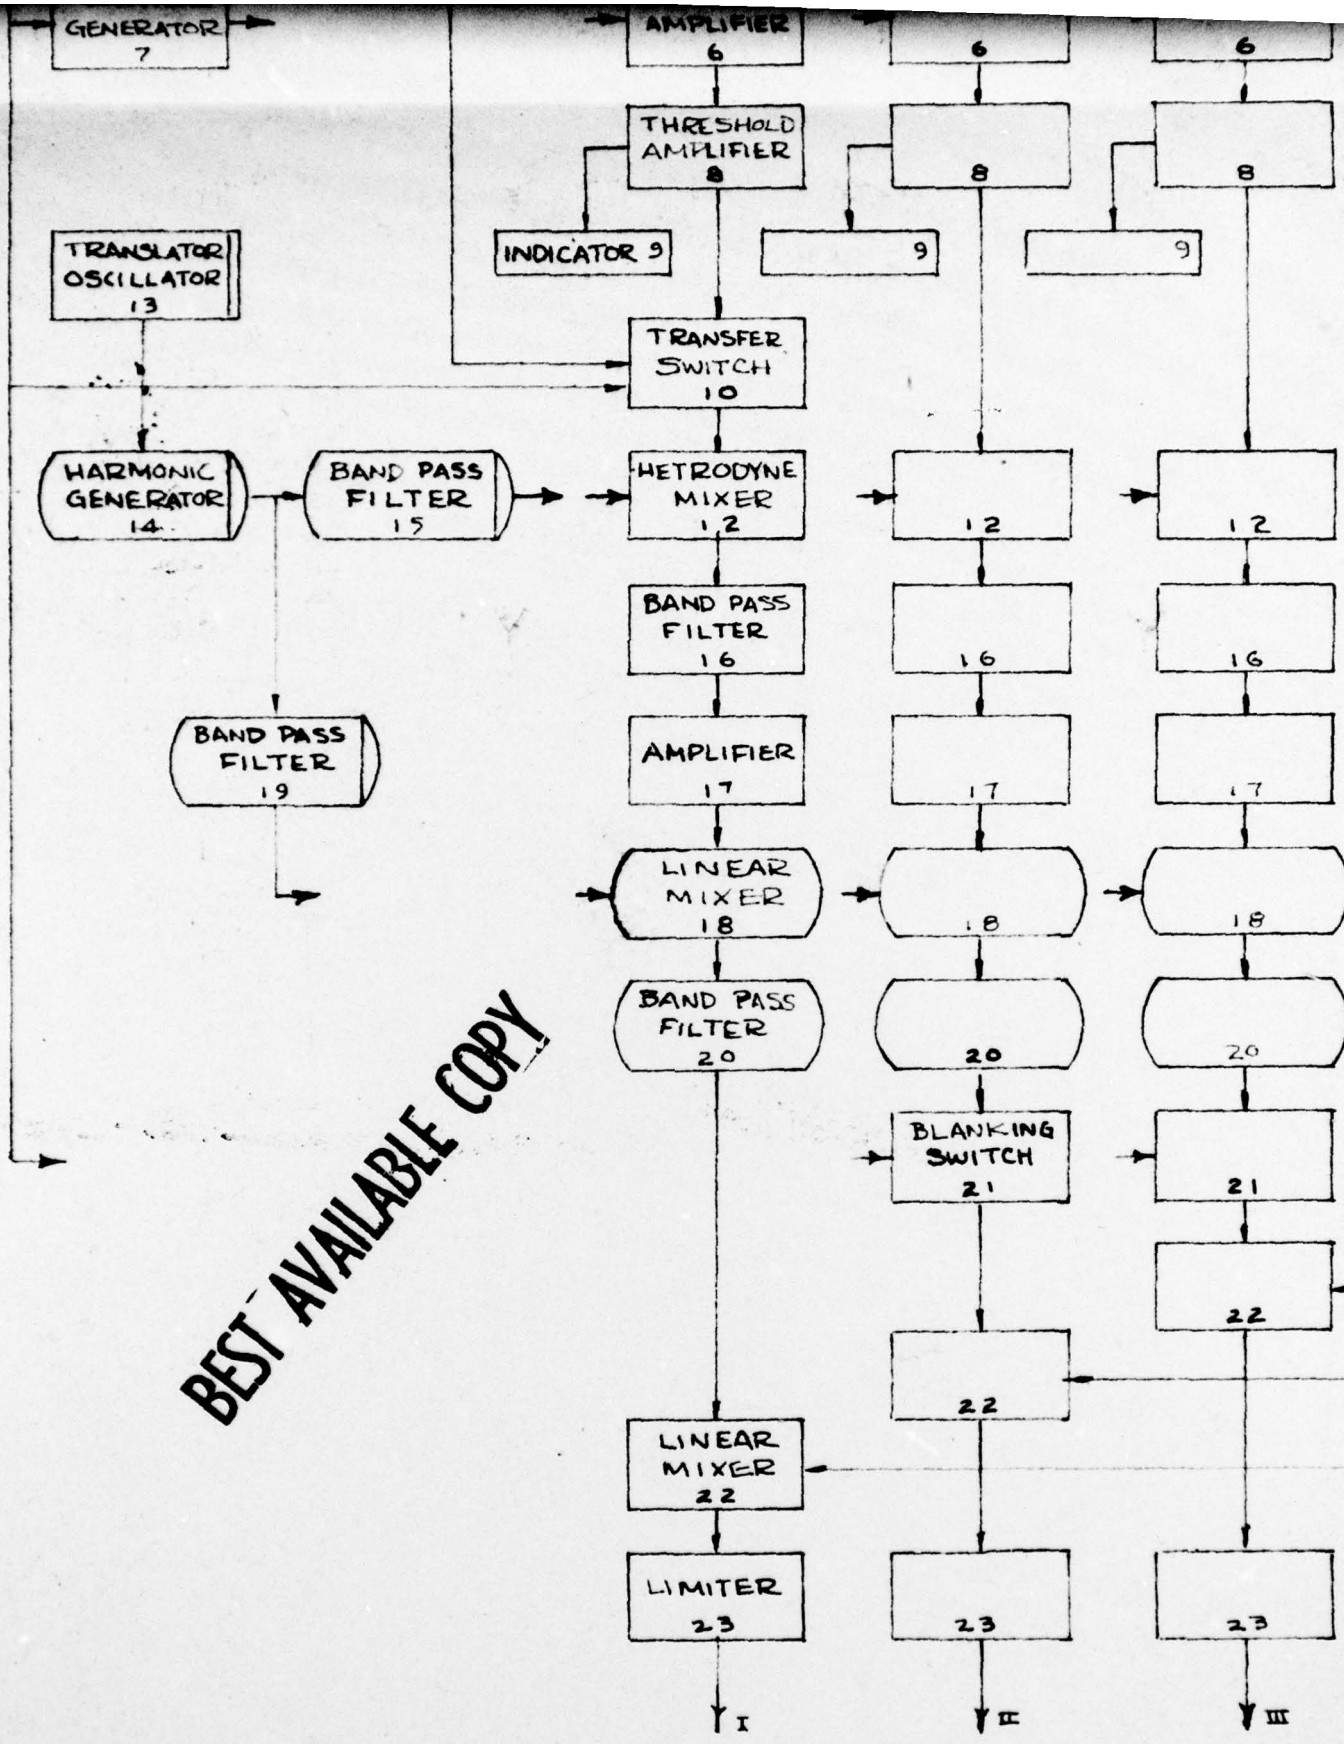 GENERATOR
7
AMPLIFIER
6
6
6
THRESHOLD
AMPLIFIER
8
8
8
INDICATOR 9
9
9
TRANSLATOR
OSCILLATOR
13
TRANSFER
SWITCH
10
HARMONIC
GENERATOR
14
BAND PASS
FILTER
15
HETRODYNE
MIXER
12
12
12
BAND PASS
FILTER
16
16
16
BAND PASS
FILTER
19
AMPLIFIER
17
17
17
LINEAR
MIXER
18
18
18
BAND PASS
FILTER
20
20
20
BLANKING
SWITCH
21
21
22
22
LINEAR
MIXER
22
LIMITER
23
23
23
I
II
III
BEST AVAILABLE COPY